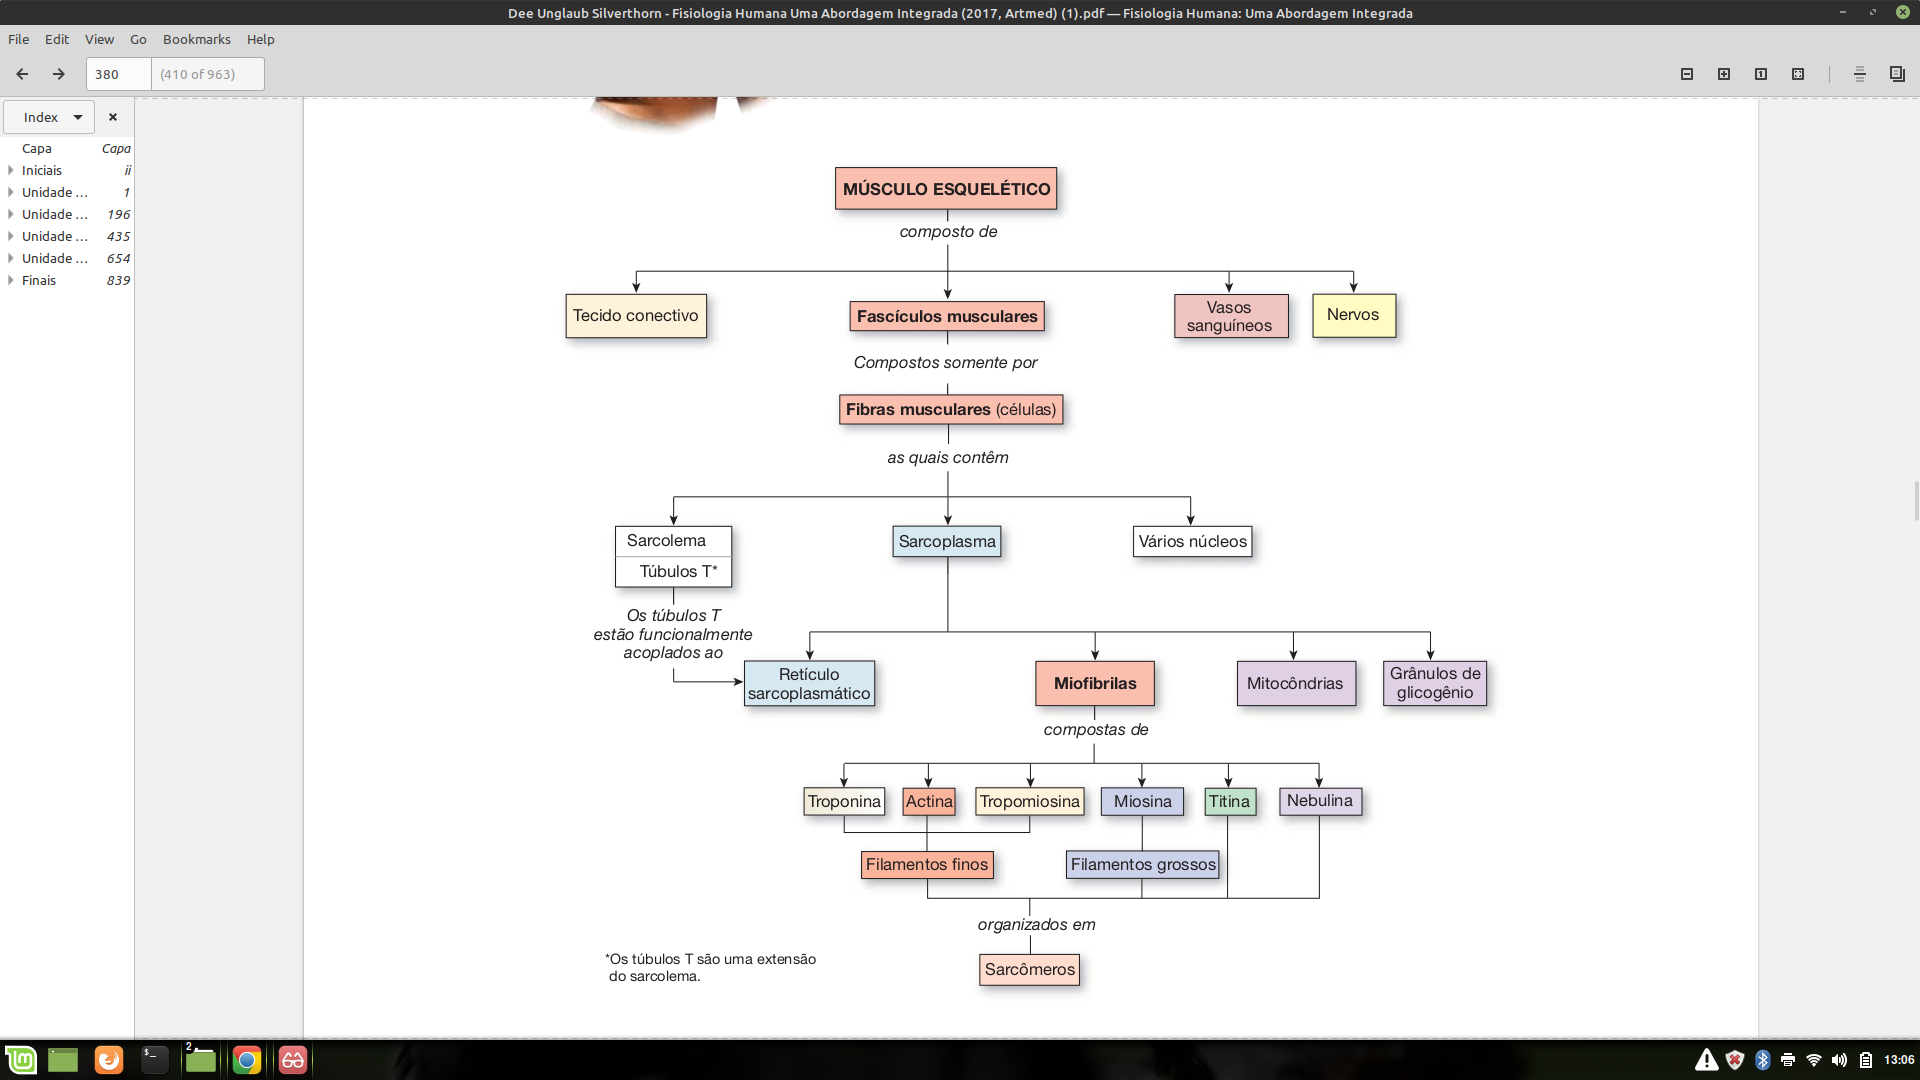 Dee Unglaub Silverthorn - Fisiologia Humana Uma Abordagem Integrada (2017, Artmed) (1).pdf — Fisiologia Humana: Uma Abordagem Integrada
File Edit View Go Bookmarks Help
380 (410 of 963)
Index
Capa Capa
Iniciais ii
Unidade ... 1
Unidade ... 196
Unidade ... 435
Unidade ... 654
Finais 839
MÚSCULO ESQUELÉTICO
composto de
Tecido conectivo
Fascículos musculares
Vasos
sanguíneos
Nervos
Compostos somente por
Fibras musculares (células)
as quais contêm
Sarcolema
Túbulos T*
Sarcoplasma
Vários núcleos
Os túbulos T
estão funcionalmente
acoplados ao
Retículo
sarcoplasmático
Miofibrilas
Mitocôndrias
Grânulos de
glicogênio
compostas de
Troponina
Actina
Tropomiosina
Miosina
Titina
Nebulina
Filamentos finos
Filamentos grossos
organizados em
Sarcômeros
*Os túbulos T são uma extensão
do sarcolema.
2
13:06